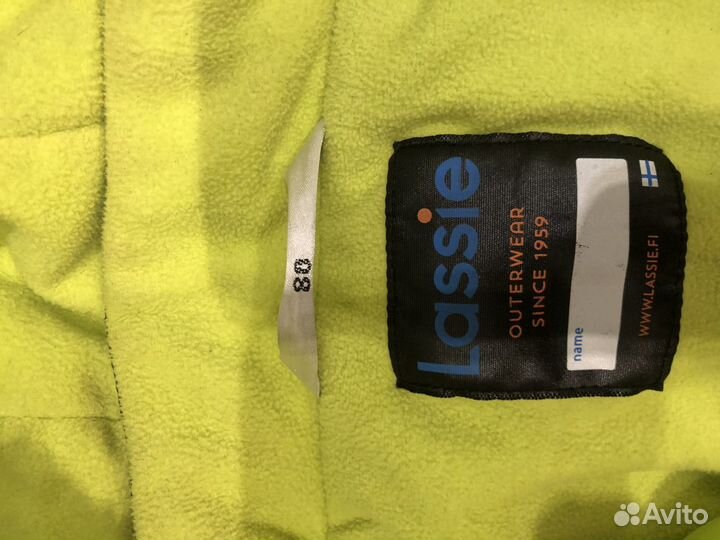 80
Lassie
OUTERWEAR
SINCE 1959
name
WWW.LASSIE.FI
Avito